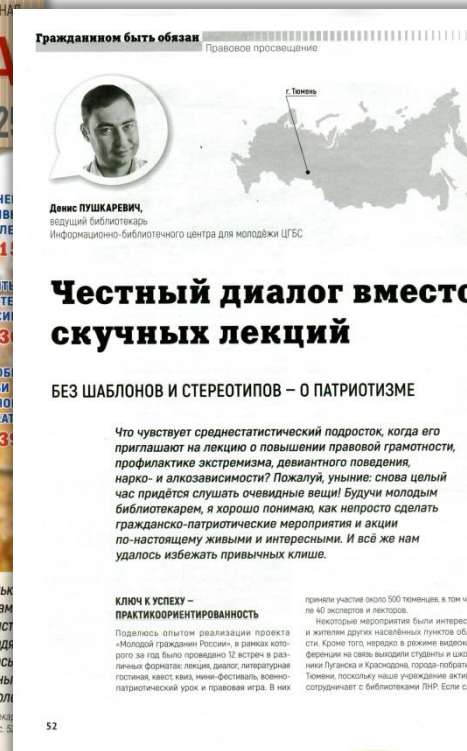 Гражданином быть обязан
Правовое просвещение
г. Тюмень
Денис ПУШКАРЕВИЧ,
ведущий библиотекарь
Информационно-библиотечного центра для молодёжи ЦГБС
Честный диалог вместо
скучных лекций
БЕЗ ШАБЛОНОВ И СТЕРЕОТИПОВ – О ПАТРИОТИЗМЕ
Что чувствует среднестатистический подросток, когда его
приглашают на лекцию о повышении правовой грамотности,
профилактике экстремизма, девиантного поведения,
нарко- и алкозависимости? Пожалуй, уныние: снова целый
час придётся слушать очевидные вещи! Будучи молодым
библиотекарем, я хорошо понимаю, как непросто сделать
гражданско-патриотические мероприятия и акции
по-настоящему живыми и интересными. И всё же нам
удалось избежать привычных клише.
КЛЮЧ К УСПЕХУ –
ПРАКТИКООРИЕНТИРОВАННОСТЬ
Поделюсь опытом реализации проекта
«Молодой гражданин России», в рамках кото-
рого за год было проведено 12 встреч в раз-
личных форматах: лекция, диалог, литературная
гостиная, квест, квиз, мини-фестиваль, военно-
патриотический урок и правовая игра. В них
приняли участие около 500 тюменцев, в том
ле 40 экспертов и лекторов.
Некоторые мероприятия были
и жителям других населённых пунктов
сти. Кроме того, нередко в режиме
ференции на связь выходили студенты и
ники Луганска и Краснодона,
Тюмени, поскольку наше учреждение
сотрудничает с библиотеками ЛНР. Если
52